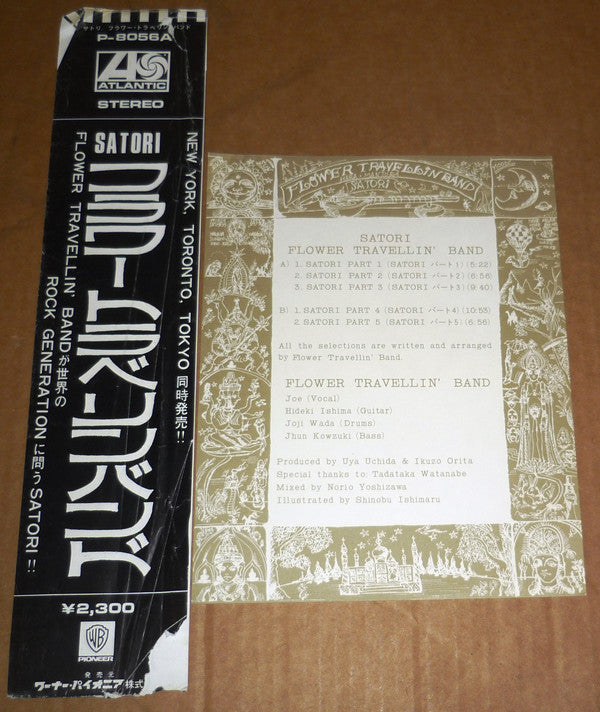 サトリ フラワー・トラベリン・バンド
P-8056A
ATLANTIC
STEREO
SATORI
フラワー・トラベリンバンド
NEW YORK, TORONTO, TOKYO 同時発売!!
FLOWER TRAVELLIN' BANDが世界の
ROCK GENERATIONに問うSATORI!!
¥2,300
WB
PIONEER
発売元
ワーナー・パイオニア株式
FLOWER TRAVELLIN BAND
SATORI
SATORI
FLOWER TRAVELLIN' BAND
A) 1. SATORI PART 1 (SATORI パート1) (5:22)
2. SATORI PART 2 (SATORI パート2) (6:38)
3. SATORI PART 3 (SATORI パート3) (9:40)
B) 1. SATORI PART 4 (SATORI パート4) (10:53)
2. SATORI PART 5 (SATORI パート5) (6:56)
All the selections are written and arranged
by Flower Travellin' Band.
FLOWER TRAVELLIN' BAND
Joe (Vocal)
Hideki Ishima (Guitar)
Joji Wada (Drums)
Jhun Kowzuki (Bass)
Produced by Uya Uchida & Ikuzo Orita
Special thanks to Tadataka Watanabe
Mixed by Norio Yoshizawa
Illustrated by Shinobu Ishimaru